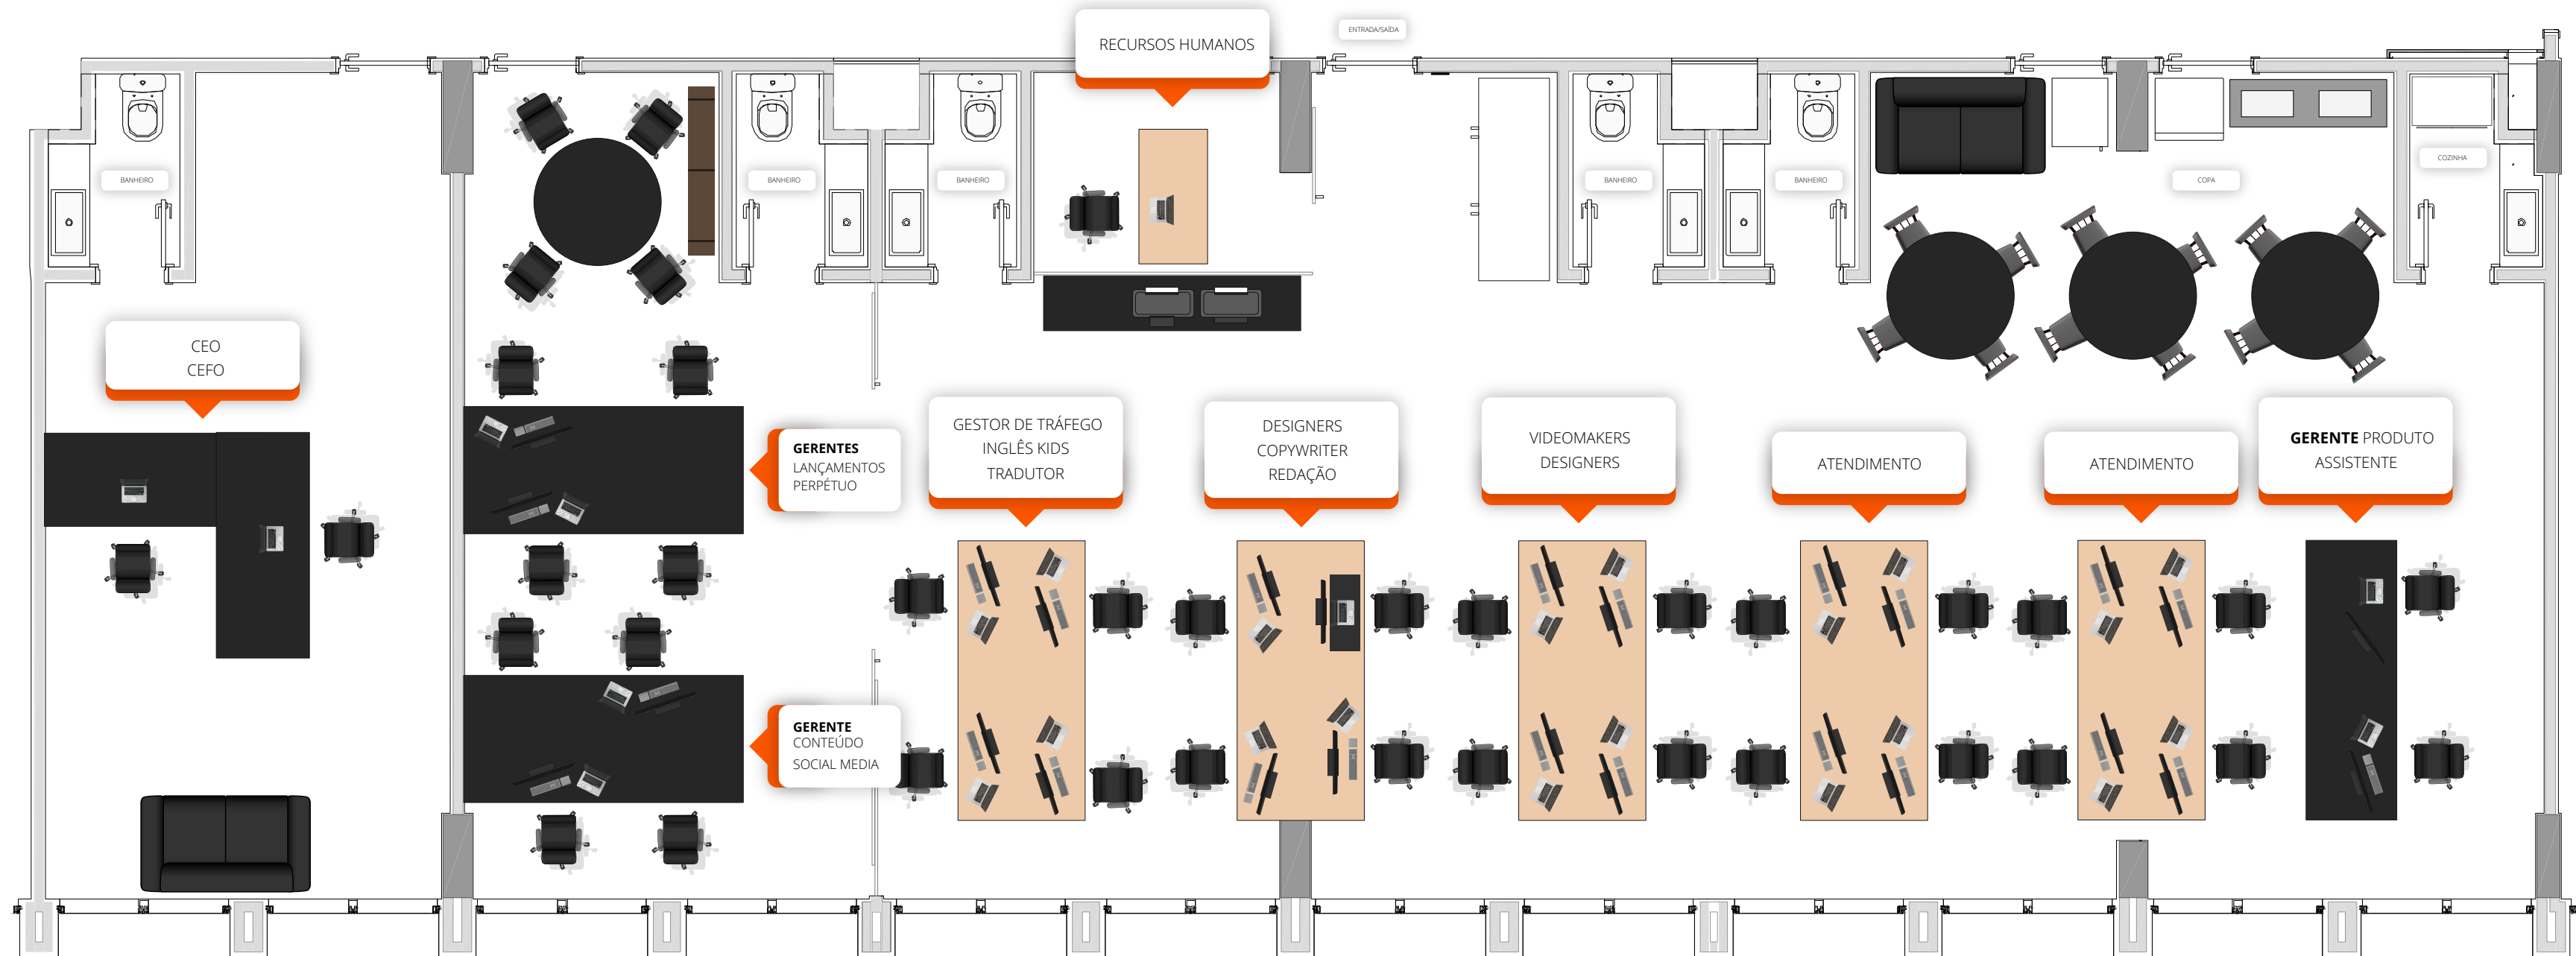 RECURSOS HUMANOS
ENTRADA/SAÍDA
BANHEIRO
BANHEIRO
BANHEIRO
BANHEIRO
BANHEIRO
COPA
COZINHA
CEO
CEFO
GERENTES
LANÇAMENTOS
PERPÉTUO
GESTOR DE TRÁFEGO
INGLÊS KIDS
TRADUTOR
DESIGNERS
COPYWRITER
REDAÇÃO
VIDEOMAKERS
DESIGNERS
ATENDIMENTO
ATENDIMENTO
GERENTE PRODUTO
ASSISTENTE
GERENTE
CONTEÚDO
SOCIAL MEDIA